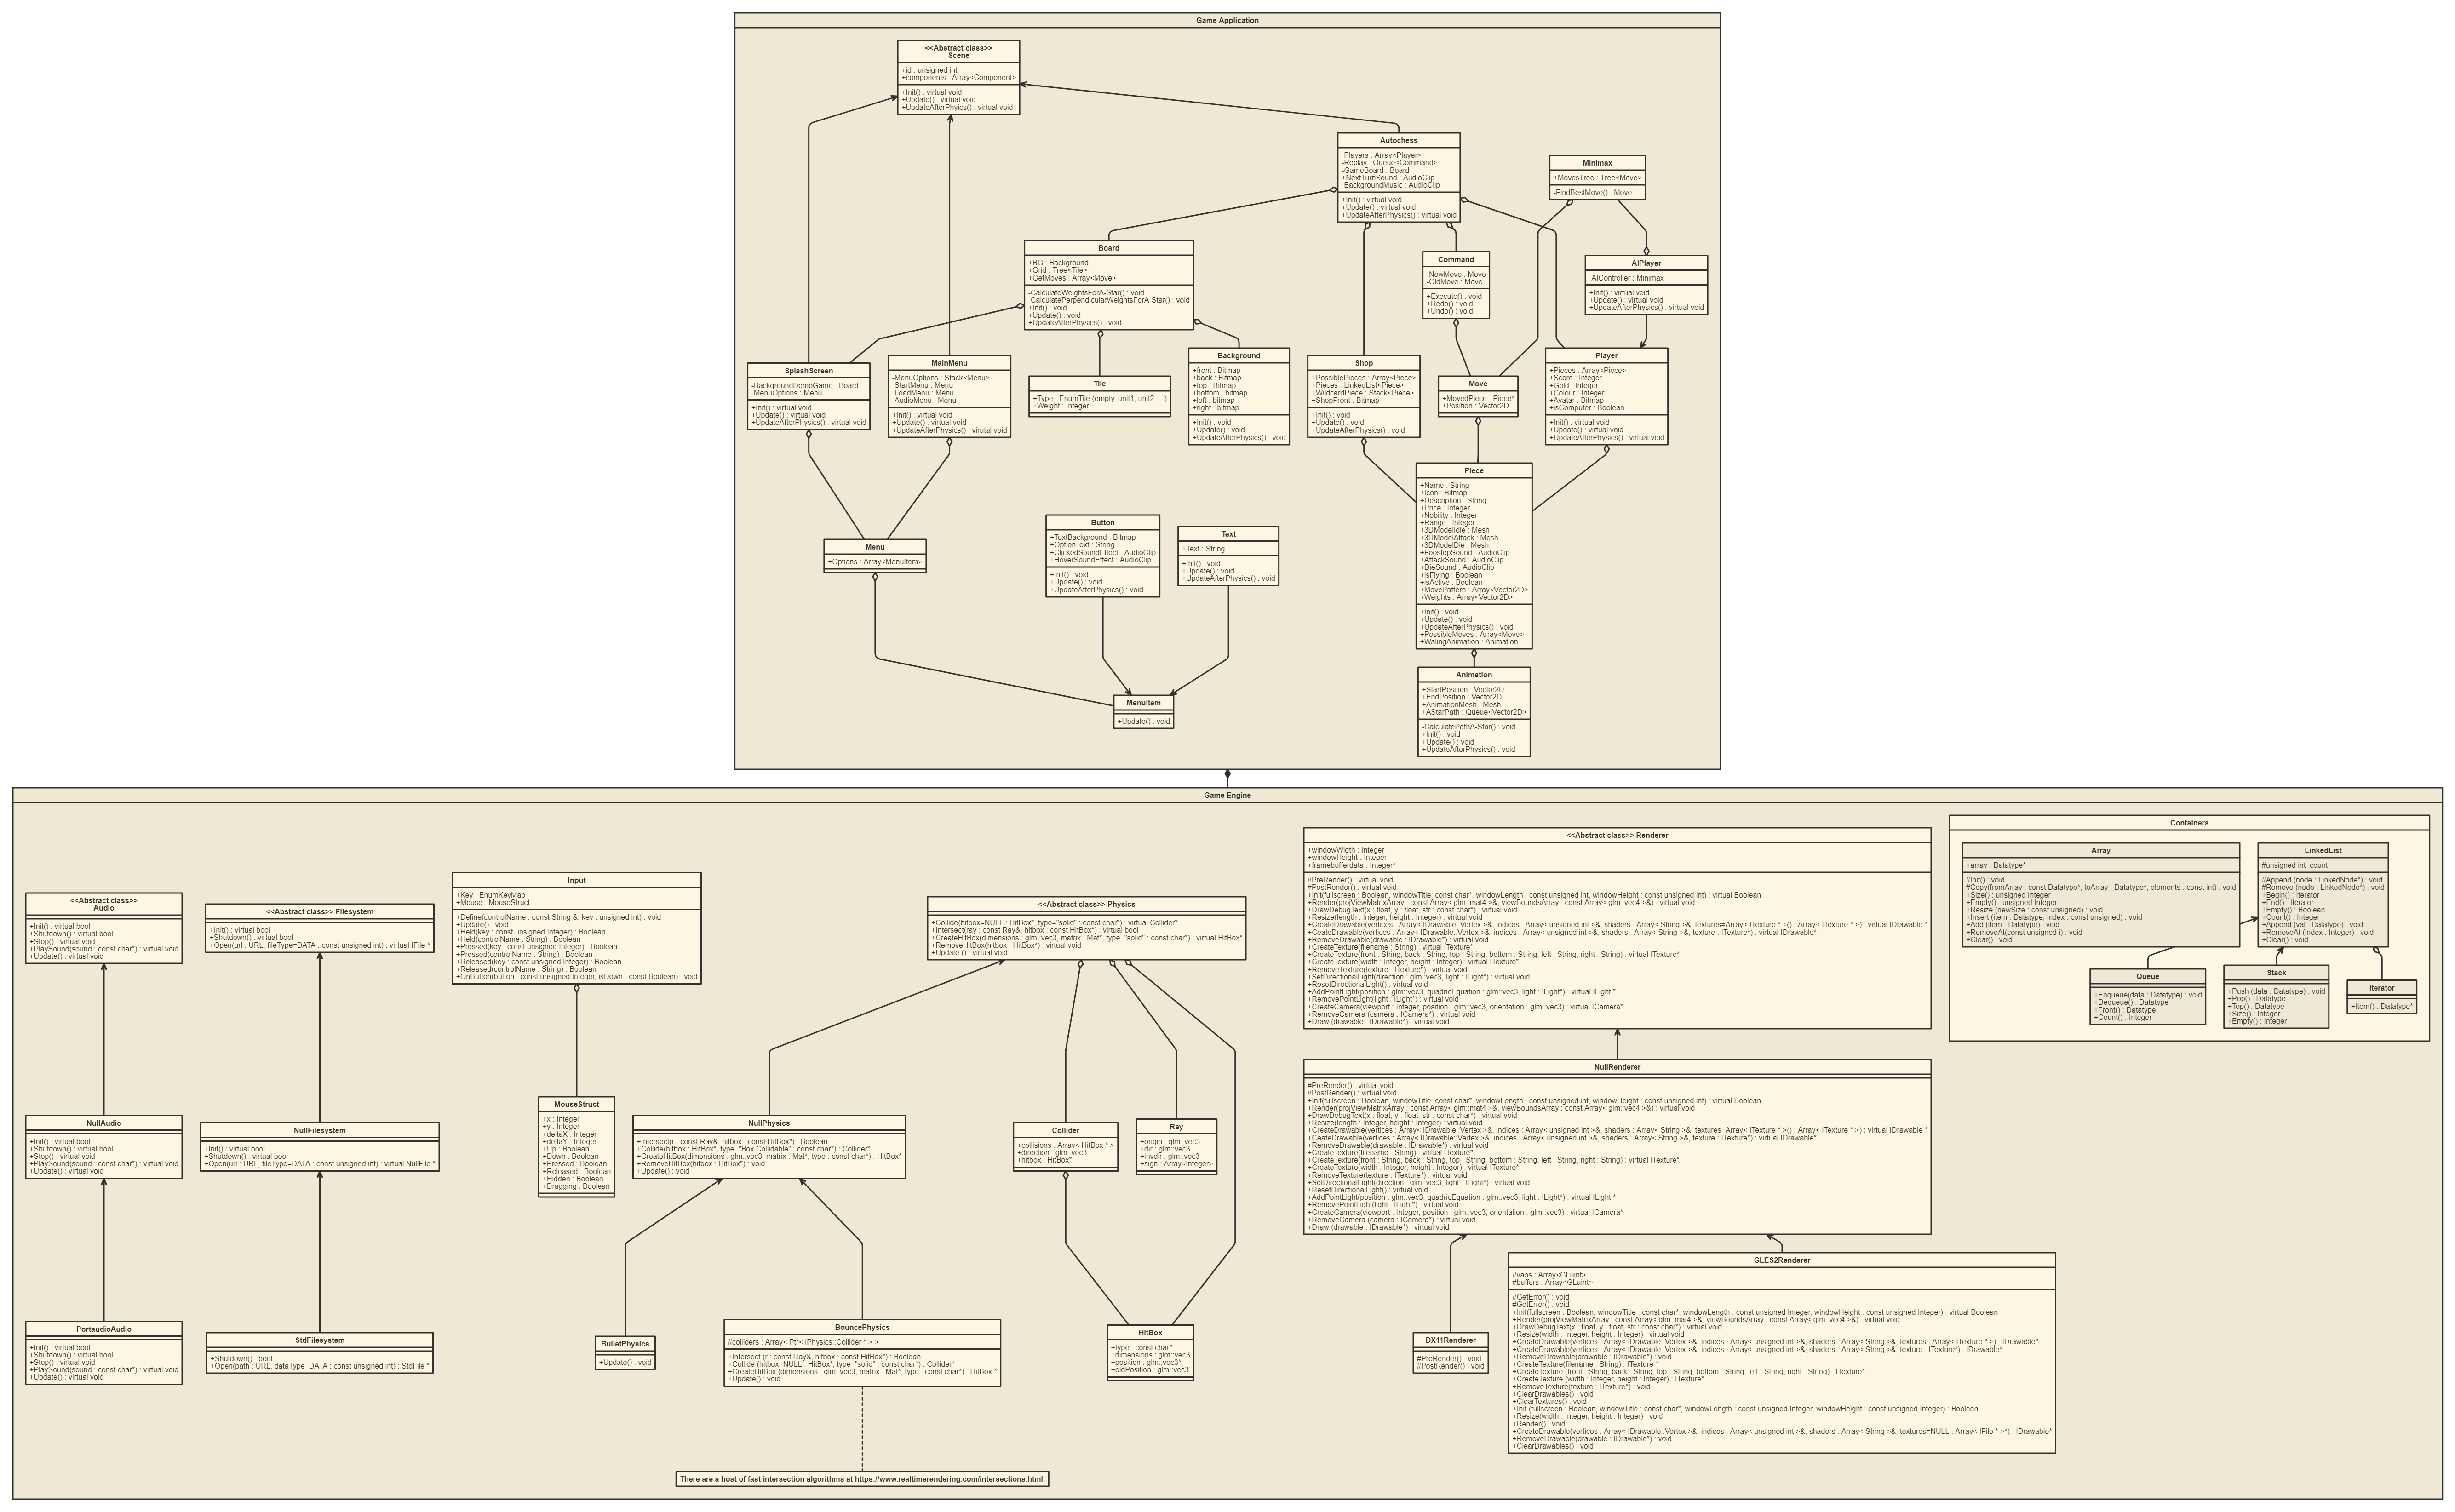 Game Application
<<Abstract class>>
Scene
+id : unsigned int
+components : Array<Component>
+Init() : virtual void
+Update() : virtual void
+UpdateAfterPhyics() : virtual void
Autochess
-Players : Array<Player>
-Replay : Queue<Command>
-GameBoard : Board
+NextTurnSound : AudioClip
-BackgroundMusic : AudioClip
+Init() : virtual void
+Update() : virtual void
+UpdateAfterPhysics() : virtual void
Minimax
+MovesTree : Tree<Move>
-FindBestMove() : Move
Board
+BG : Background
+Grid : Tree<Tile>
+GetMoves : Array<Move>
-CalculateWeightsForA-Star() : void
-CalculatePerpendicularWeightsForA-Star() : void
+Init() : void
+Update() : void
+UpdateAfterPhysics() : void
Command
-NewMove : Move
-OldMove : Move
+Execute() : void
+Redo() : void
+Undo() : void
AIPlayer
-AIController : Minimax
+Init() : virtual void
+Update() : virtual void
+UpdateAfterPhysics() : virtual void
SplashScreen
-BackgroundDemoGame : Board
-MenuOptions : Menu
+Init() : virtual void
+Update() : virtual void
+UpdateAfterPhysics() : virtual void
MainMenu
-MenuOptions : Stack<Menu>
-StartMenu : Menu
-LoadMenu : Menu
-AudioMenu : Menu
+Init() : virtual void
+Update() : virtual void
+UpdateAfterPhysics() : virutal void
Tile
+Type : EnumTile (empty, unit1, unit2, ...)
+Weight : Integer
Background
+front : Bitmap
+back : Bitmap
+top : Bitmap
+bottom : bitmap
+left : bitmap
+right : bitmap
+Init() : void
+Update() : void
+UpdateAfterPhysics() : void
Shop
+PossiblePieces : Array<Piece>
+Pieces : LinkedList<Piece>
+WildcardPiece : Stack<Piece>
+ShopFront : Bitmap
+Init() : void
+Update() : void
+UpdateAfterPhysics() : void
Move
+MovedPiece : Piece*
+Position : Vector2D
Player
+Pieces : Array<Piece>
+Score : Integer
+Gold : Integer
+Colour : Integer
+Avatar : Bitmap
+isComputer : Boolean
+Init() : virtual void
+Update() : virtual void
+UpdateAfterPhysics() : virtual void
Piece
+Name : String
+Icon : Bitmap
+Description : String
+Price : Integer
+Nobility : Integer
+Range : Integer
+3DModelIdle : Mesh
+3DModelAttack : Mesh
+3DModelDie : Mesh
+FoostepSound : AudioClip
+AttackSound : AudioClip
+DieSound : AudioClip
+isFlying : Boolean
+isActive : Boolean
+MovePattern : Array<Vector2D>
+Weights : Array<Vector2D>
+Init() : void
+Update() : void
+UpdateAfterPhysics() : void
+PossibleMoves : Array<Move>
+WalingAnimation : Animation
Menu
+Options : Array<MenuItem>
Button
+TextBackground : Bitmap
+OptionText : String
+ClickedSoundEffect : AudioClip
+HoverSoundEffect : AudioClip
+Init() : void
+Update() : void
+UpdateAfterPhysics() : void
Text
+Text : String
+Init() : void
+Update() : void
+UpdateAfterPhysics() : void
MenuItem
+Update() : void
Animation
+StartPosition : Vector2D
+EndPosition : Vector2D
+AnimationMesh : Mesh
+AStarPath : Queue<Vector2D>
-CalculatePathA-Star() : void
+Init() : void
+Update() : void
+UpdateAfterPhysics() : void
Game Engine
<<Abstract class>>
Audio
+Init() : virtual bool
+Shutdown() : virtual bool
+Stop() : virtual void
+PlaySound(sound : const char*) : virtual void
+Update() : virtual void
<<Abstract class>> Filesystem
+Init() : virtual bool
+Shutdown() : virtual bool
+Open(url : URL, fileType=DATA : const unsigned int) : virtual IFile *
Input
+Key : EnumKeyMap
+Mouse : MouseStruct
+Define(controlName : const String &, key : unsigned int) : void
+Update() : void
+Held(key : const unsigned Integer) : Boolean
+Held(controlName : String) : Boolean
+Pressed(key : const unsigned Integer) : Boolean
+Pressed(controlName : String) : Boolean
+Released(key : const unsigned Integer) : Boolean
+Released(controlName : String) : Boolean
+OnButton(button : const unsigned Integer, isDown : const Boolean) : void
<<Abstract class>> Physics
+Collide(hitbox=NULL : HitBox*, type="solid" : const char*) : virtual Collider*
+Intersect(ray : const Ray&, hitbox : const HitBox*) : virtual bool
+CreateHitBox(dimensions : glm::vec3, matrix : Mat*, type="solid" : const char*) : virtual HitBox*
+RemoveHitBox(hitbox : HitBox*) : virtual void
+Update () : virtual void
<<Abstract class>> Renderer
+windowWidth : Integer
+windowHeight : Integer
+framebufferdata : Integer*
#PreRender() : virtual void
#PostRender() : virtual void
+Init(fullscreen : Boolean, windowTitle: const char*, windowLength : const unsigned int, windowHeight : const unsigned int) : virtual Boolean
+Render(projViewMatrixArray : const Array< glm::mat4 >&, viewBoundsArray : const Array< glm::vec4 >&) : virtual void
+DrawDebugText(x : float, y : float, str : const char*) : virtual void
+Resize(length : Integer, height : Integer) : virtual void
+CreateDrawable(vertices : Array< IDrawable::Vertex >&, indices : Array< unsigned int >&, shaders : Array< String >&, textures=Array< ITexture * >() : Array< ITexture * >) : virtual IDrawable *
+CeateDrawable(vertices : Array< IDrawable::Vertex >&, indices : Array< unsigned int >&, shaders : Array< String >&, texture : ITexture*) : virtual IDrawable*
+RemoveDrawable(drawable : IDrawable*) : virtual void
+CreateTexture(filename : String) : virtual ITexture*
+CreateTexture(front : String, back : String, top : String, bottom : String, left : String, right : String) : virtual ITexture*
+CreateTexture(width : Integer, height : Integer) : virtual ITexture*
+RemoveTexture(texture : ITexture*) : virtual void
+SetDirectionalLight(direction : glm::vec3, light : ILight*) : virtual void
+ResetDirectionalLight() : virtual void
+AddPointLight(position : glm::vec3, quadricEquation : glm::vec3, light : ILight*) : virtual ILight *
+RemovePointLight(light : ILight*) : virtual void
+CreateCamera(viewport : Integer, position : glm::vec3, orientation : glm::vec3) : virtual ICamera*
+RemoveCamera (camera : ICamera*) : virtual void
+Draw (drawable : IDrawable*) : virtual void
Containers
Array
+array : Datatype*
#Init() : void
#Copy(fromArray : const Datatype*, toArray : Datatype*, elements : const int) : void
+Size() : unsigned Integer
+Empty() : unsigned Integer
+Resize (newSize : const unsigned) : void
+Insert (item : Datatype, index : const unsigned) : void
+Add (item : Datatype) : void
+RemoveAt(const unsigned i) : void
+Clear() : void
LinkedList
#unsigned int count
#Append (node : LinkedNode*) : void
#Remove (node : LinkedNode*) : void
+Begin() : Iterator
+End() : Iterator
+Empty() : Boolean
+Count() : Integer
+Append (val : Datatype) : void
+RemoveAt (index : Integer) : void
+Clear() : void
Queue
+Enqueue(data : Datatype) : void
+Dequeue() : Datatype
+Front() : Datatype
+Count() : Integer
Stack
+Push (data : Datatype) : void
+Pop() : Datatype
+Top() : Datatype
+Size() : Integer
+Empty() : Integer
Iterator
+Item() : Datatype*
NullAudio
+Init() : virtual bool
+Shutdown() : virtual bool
+Stop() : virtual void
+PlaySound(sound : const char*) : virtual void
+Update() : virtual void
NullFilesystem
+Init() : virtual bool
+Shutdown() : virtual bool
+Open(url : URL, fileType=DATA : const unsigned int) : virtual NullFile *
MouseStruct
+x : Integer
+y : Integer
+deltaX : Integer
+deltaY : Integer
+Up : Boolean
+Down : Boolean
+Pressed : Boolean
+Released : Boolean
+Hidden : Boolean
+Dragging : Boolean
NullPhysics
+Intersect(r : const Ray&, hitbox : const HitBox*) : Boolean
+Collide(hitbox : HitBox*, type="Box Collidable" : const char*) : Collider*
+CreateHitBox(dimensions : glm::vec3, matrix : Mat*, type : const char*) : HitBox*
+RemoveHitBox(hitbox : HitBox*) : void
+Update() : void
Collider
+collisions : Array< HitBox * >
+direction : glm::vec3
+hitbox : HitBox*
Ray
+origin : glm::vec3
+dir : glm::vec3
+invdir : glm::vec3
+sign : Array<Integer>
NullRenderer
#PreRender() : virtual void
#PostRender() : virtual void
+Init(fullscreen : Boolean, windowTitle: const char*, windowLength : const unsigned int, windowHeight : const unsigned int) : virtual Boolean
+Render(projViewMatrixArray : const Array< glm::mat4 >&, viewBoundsArray : const Array< glm::vec4 >&) : virtual void
+DrawDebugText(x : float, y : float, str : const char*) : virtual void
+Resize(length : Integer, height : Integer) : virtual void
+CreateDrawable(vertices : Array< IDrawable::Vertex >&, indices : Array< unsigned int >&, shaders : Array< String >&, textures=Array< ITexture * >() : Array< ITexture * >) : virtual IDrawable *
+CeateDrawable(vertices : Array< IDrawable::Vertex >&, indices : Array< unsigned int >&, shaders : Array< String >&, texture : ITexture*) : virtual IDrawable*
+RemoveDrawable(drawable : IDrawable*) : virtual void
+CreateTexture(filename : String) : virtual ITexture*
+CreateTexture(front : String, back : String, top : String, bottom : String, left : String, right : String) : virtual ITexture*
+CreateTexture(width : Integer, height : Integer) : virtual ITexture*
+RemoveTexture(texture : ITexture*) : virtual void
+SetDirectionalLight(direction : glm::vec3, light : ILight*) : virtual void
+ResetDirectionalLight() : virtual void
+AddPointLight(position : glm::vec3, quadricEquation : glm::vec3, light : ILight*) : virtual ILight *
+RemovePointLight(light : ILight*) : virtual void
+CreateCamera(viewport : Integer, position : glm::vec3, orientation : glm::vec3) : virtual ICamera*
+RemoveCamera (camera : ICamera*) : virtual void
+Draw (drawable : IDrawable*) : virtual void
PortaudioAudio
+Init() : virtual bool
+Shutdown() : virtual bool
+Stop() : virtual void
+PlaySound(sound : const char*) : virtual void
+Update() : virtual void
StdFilesystem
+Shutdown() : bool
+Open(path : URL, dataType=DATA : const unsigned int) : StdFile *
BulletPhysics
+Update() : void
BouncePhysics
#colliders : Array< Ptr< IPhysics::Collider * > >
+Intersect (r : const Ray&, hitbox : const HitBox*) : Boolean
+Collide (hitbox=NULL : HitBox*, type="solid" : const char*) : Collider*
+CreateHitBox (dimensions : glm::vec3, matrix : Mat*, type : const char*) : HitBox *
+Update() : void
HitBox
+type : const char*
+dimensions : glm::vec3
+position : glm::vec3*
+oldPosition : glm::vec3
DX11Renderer
#PreRender() : void
#PostRender() : void
GLES2Renderer
#vaos : Array<GLuint>
#buffers : Array<GLuint>
#GetError() : void
#GetError() : void
+Init(fullscreen : Boolean, windowTitle : const char*, windowLength : const unsigned Integer, windowHeight : const unsigned Integer) : virtual Boolean
+Render(projViewMatrixArray : const Array< glm::mat4 >&, viewBoundsArray : const Array< glm::vec4 >&) : void
+DrawDebugText(x : float, y : float, str : const char*) : void
+Resize(width : Integer, height : Integer) : virtual void
+CreateDrawable(vertices : Array< IDrawable::Vertex >&, indices : Array< unsigned int >&, shaders : Array< String >&, textures : Array< ITexture * >) : IDrawable*
+CreateDrawable(vertices : Array< IDrawable::Vertex >&, indices : Array< unsigned int >&, shaders : Array< String >&, texture : ITexture*) : IDrawable*
+RemoveDrawable(drawable : IDrawable*) : void
+CreateTexture(filename : String) : ITexture *
+CreateTexture (front : String, back : String, top : String, bottom : String, left : String, right : String) : ITexture*
+CreateTexture (width : Integer, height : Integer) : ITexture*
+RemoveTexture(texture : ITexture*) : void
+ClearDrawables() : void
+ClearTextures() : void
+Init (fullscreen : Boolean, windowTitle : const char*, windowLength : const unsigned Integer, windowHeight : const unsigned Integer) : Boolean
+Resize(width : Integer, height : Integer) : void
+Render() : void
+CreateDrawable(vertices : Array< IDrawable::Vertex >&, indices : Array< unsigned int >&, shaders : Array< String >&, textures=NULL : Array< IFile * >*) : IDrawable*
+RemoveDrawable(drawable : IDrawable*) : void
+ClearDrawables() : void
There are a host of fast intersection algorithms at https://www.realtimerendering.com/intersections.html.